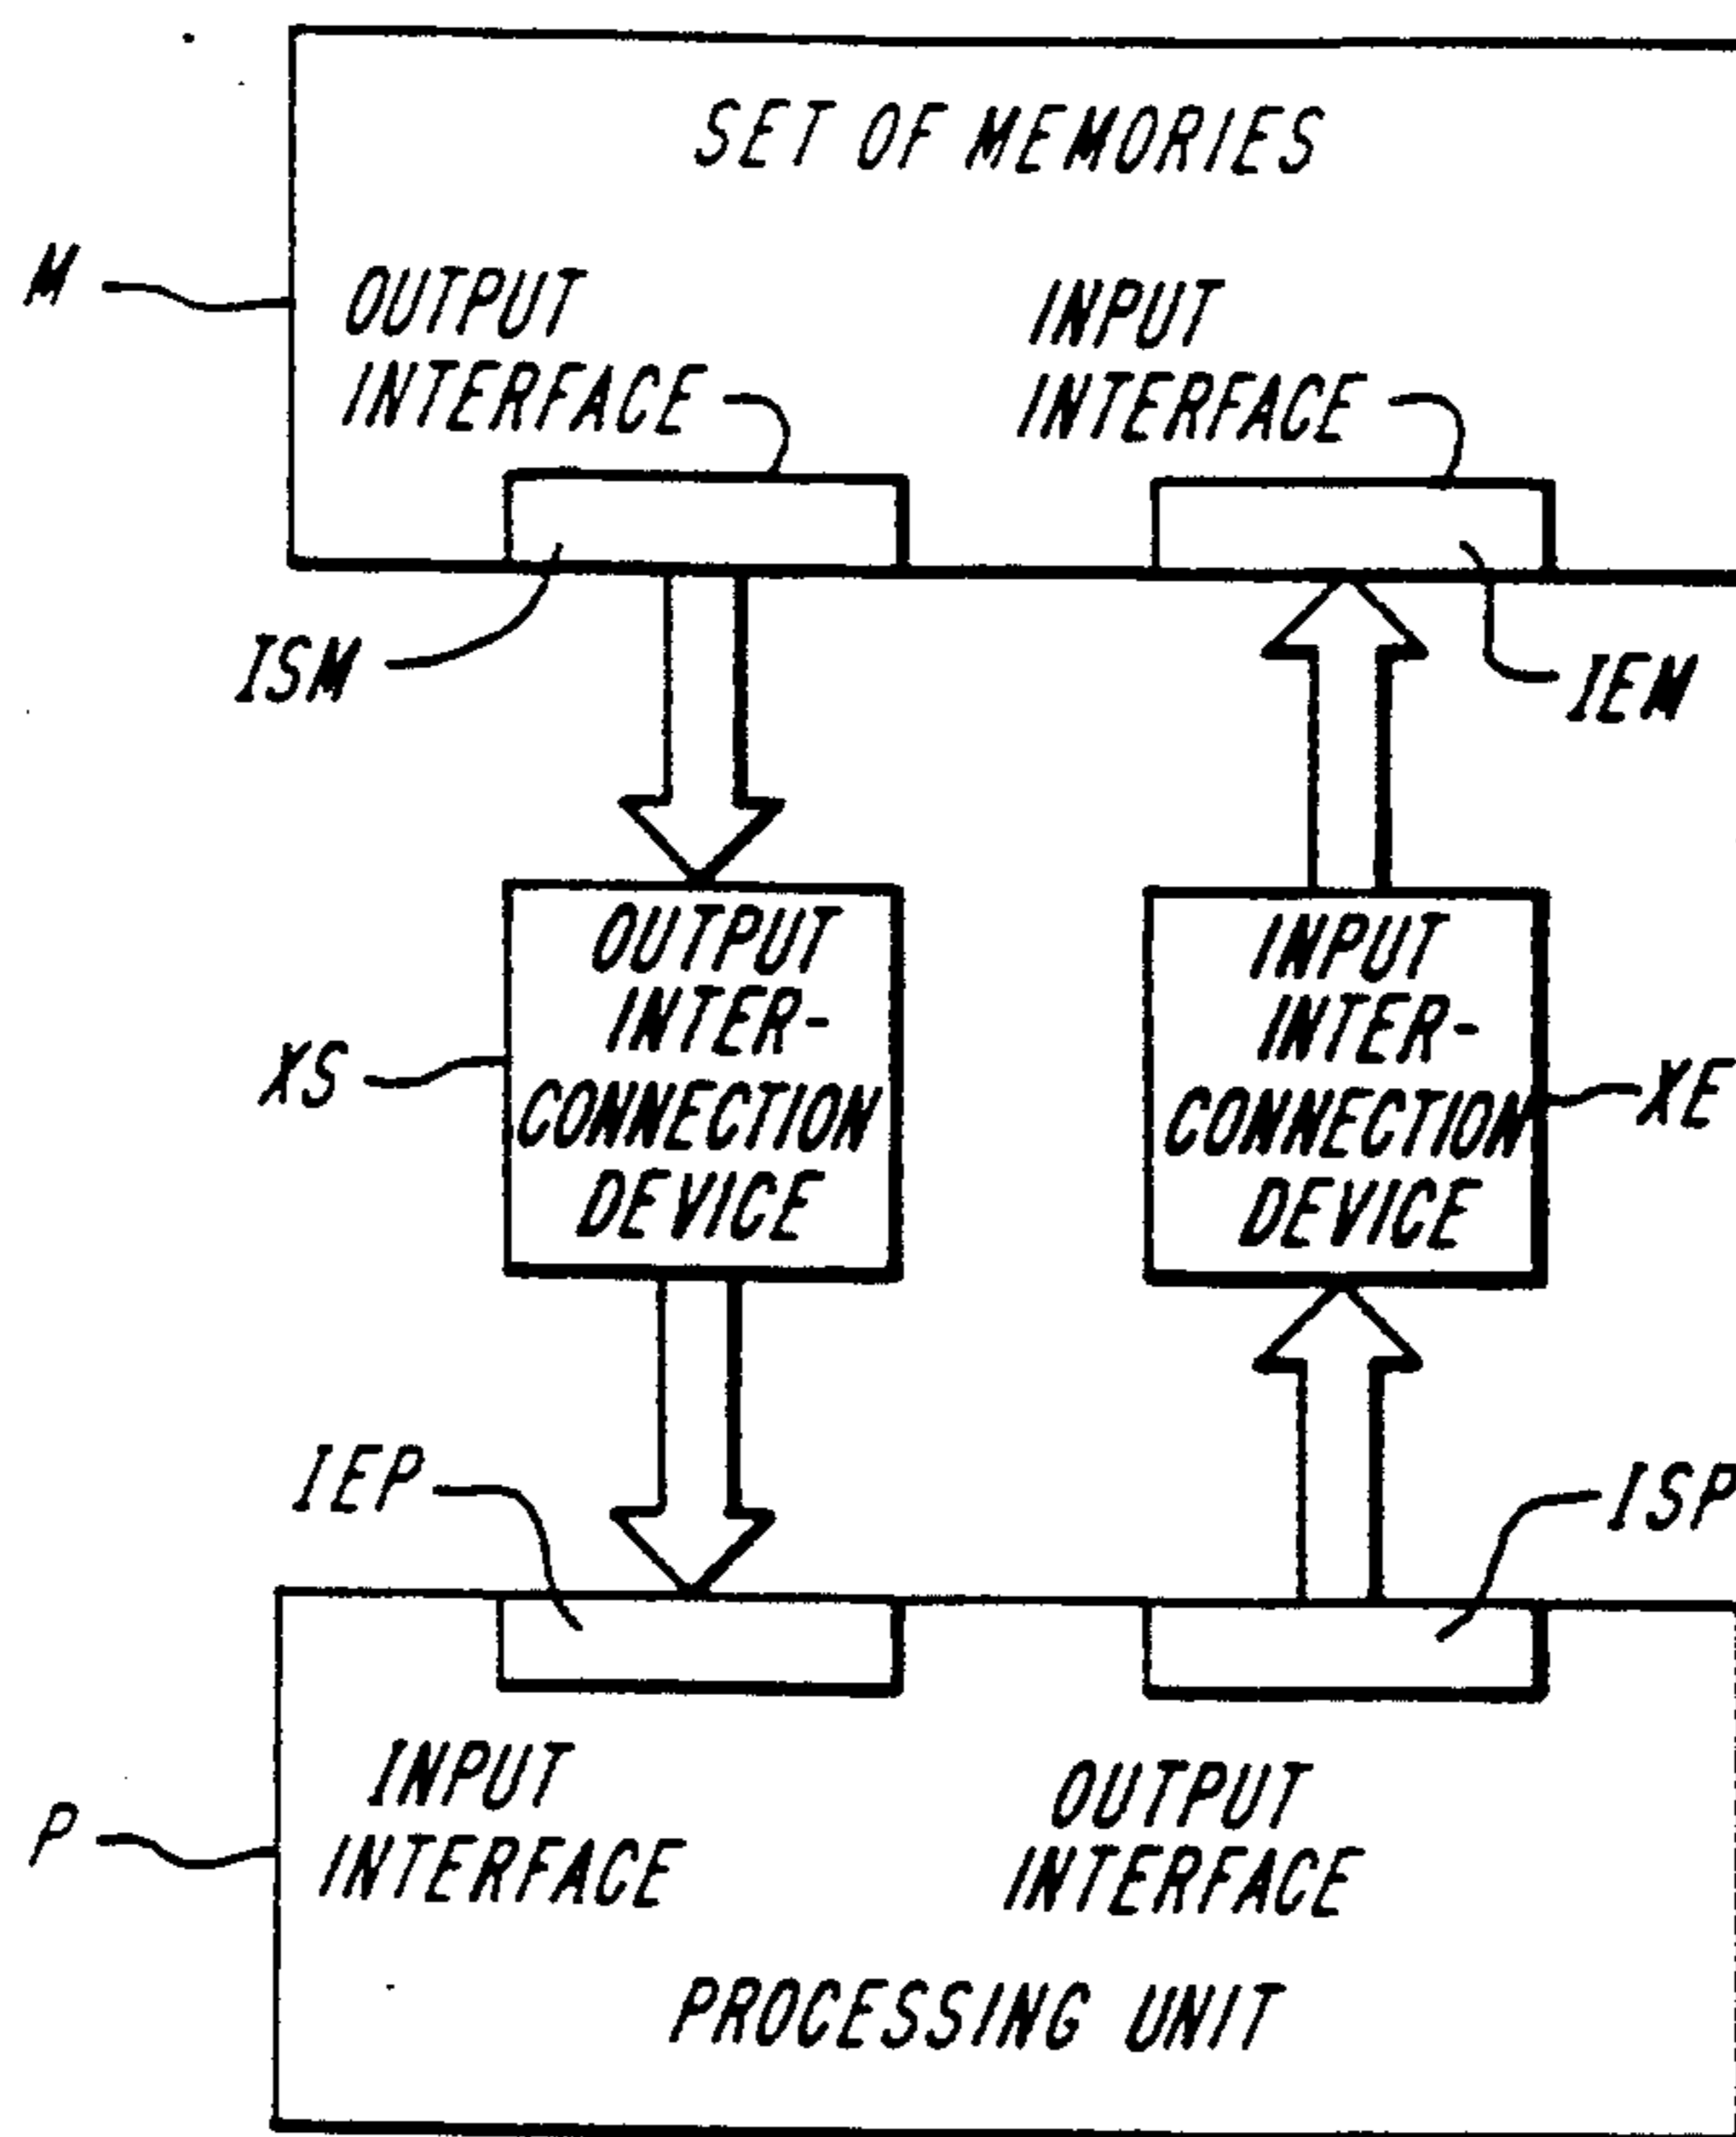 SET OF MEMORIES
M
OUTPUT
INTERFACE
INPUT
INTERFACE
ISM
IEM
OUTPUT
INTER-
CONNECTION
DEVICE
XS
INPUT
INTER-
CONNECTION
DEVICE
XE
IEP
ISP
INPUT
INTERFACE
OUTPUT
INTERFACE
P
PROCESSING UNIT